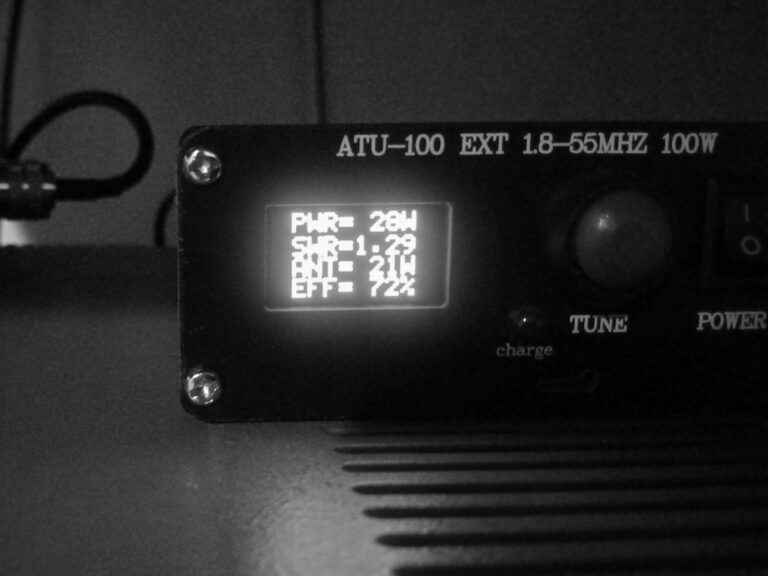 ATU-100 EXT 1.8-55MHZ 100W
PWR= 28W
SWR=1.29
ANT= 21W
EFF= 72%
TUNE
POWER
charge
I
O